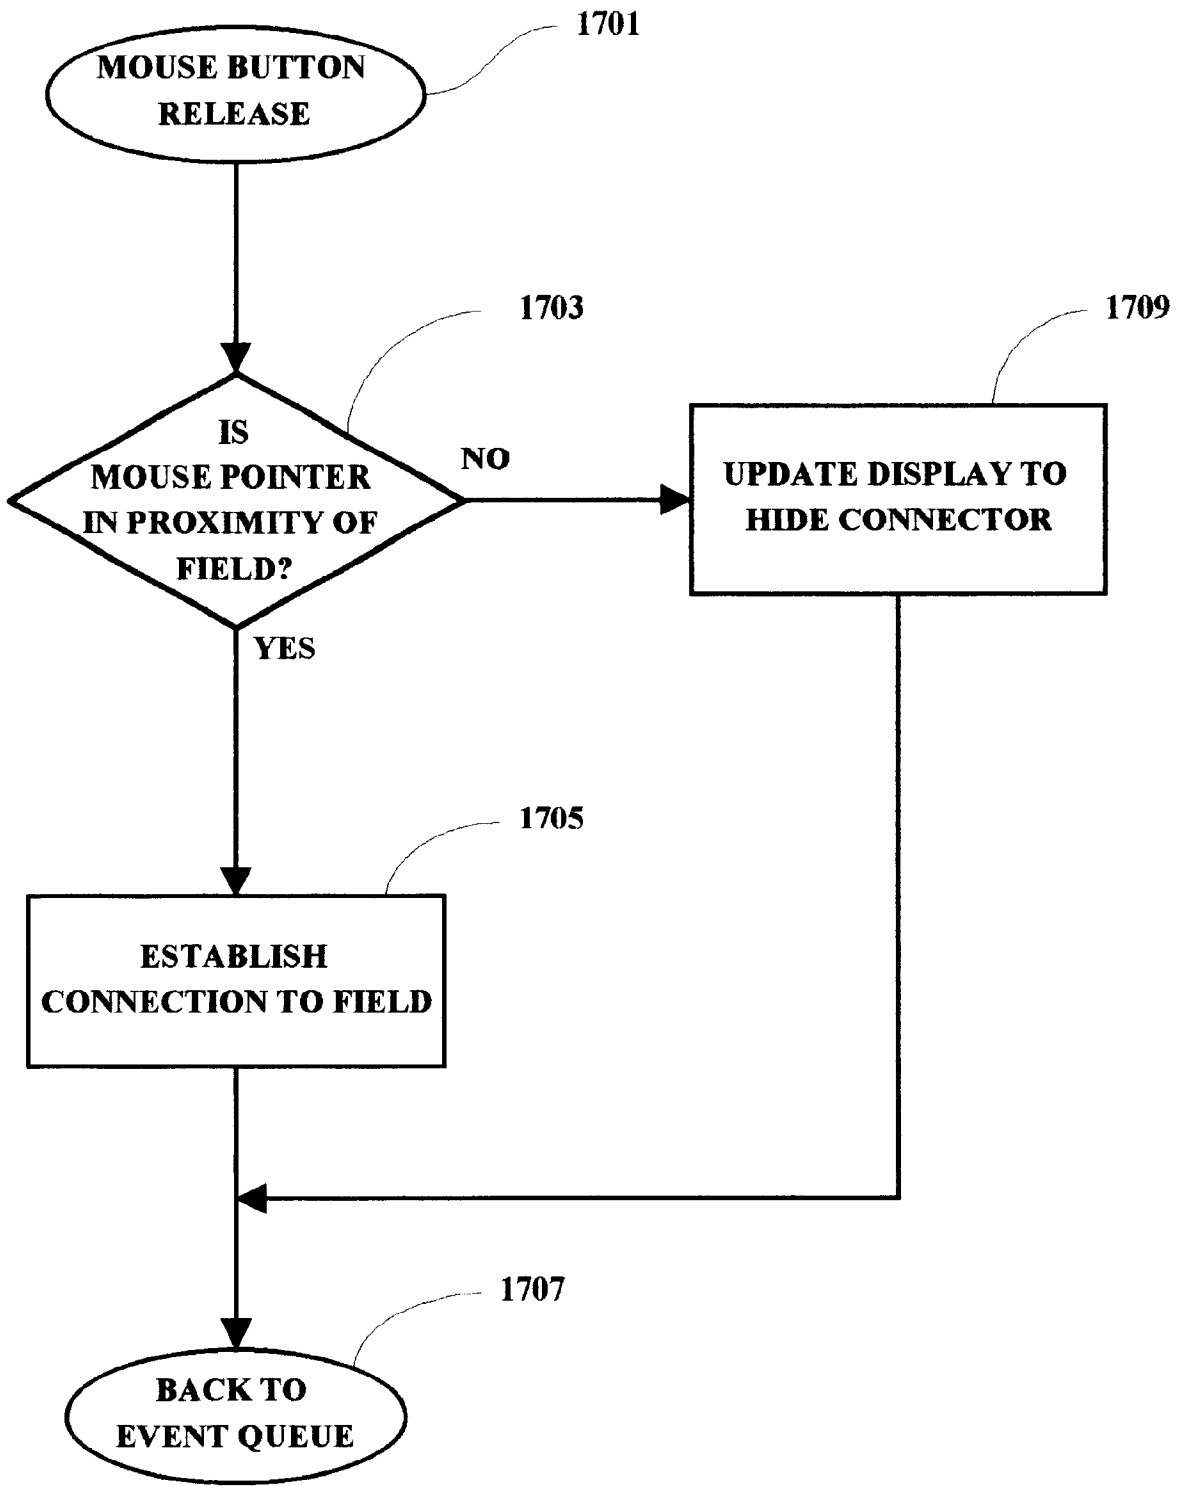 1701
MOUSE BUTTON
RELEASE
1703
1709
IS
MOUSE POINTER
IN PROXIMITY OF
FIELD?
NO
UPDATE DISPLAY TO
HIDE CONNECTOR
YES
1705
ESTABLISH
CONNECTION TO FIELD
1707
BACK TO
EVENT QUEUE